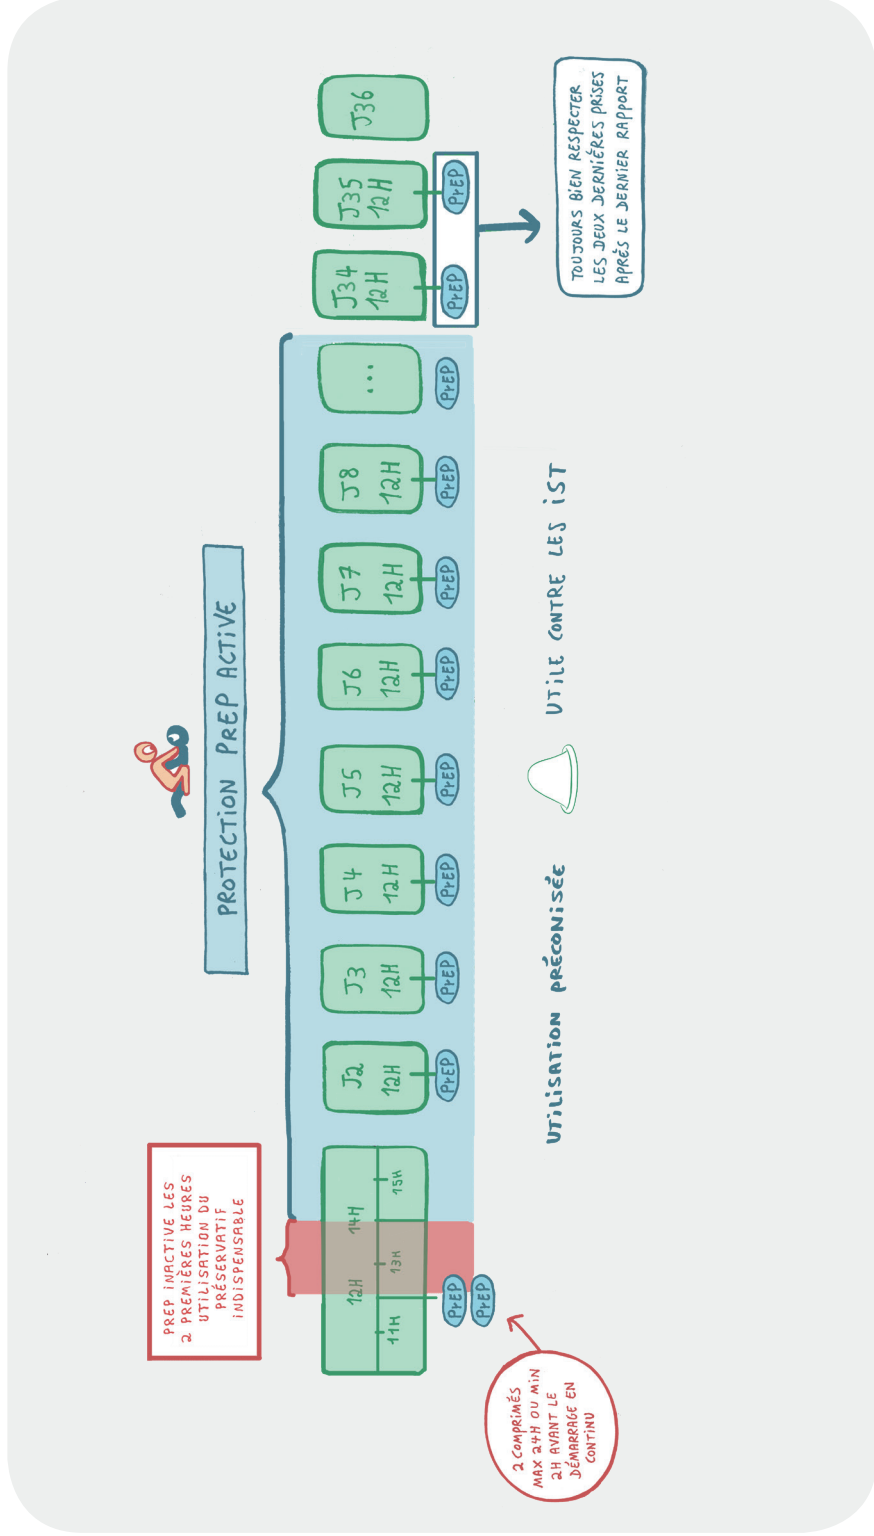 PREP INACTIVE LES
2 PREMIÈRES HEURES
UTILISATION DU
PRÉSERVATIF
INDISPENSABLE
PROTECTION PREP ACTIVE
12H
14H
11H
13H
15H
PrEP
PrEP
J2
12H
PrEP
J3
12H
PrEP
J4
12H
PrEP
J5
12H
PrEP
J6
12H
PrEP
J7
12H
PrEP
J8
12H
PrEP
...
PrEP
J34
12H
PrEP
J35
12H
PrEP
J36
2 COMPRIMÉS
MAX 24H OU MIN
2H AVANT LE
DÉMARRAGE EN
CONTINU
UTILISATION PRÉCONISÉE
UTILE CONTRE LES IST
TOUJOURS BIEN RESPECTER
LES DEUX DERNIÉRES PRISES
APRÉS LE DERNIER RAPPORT